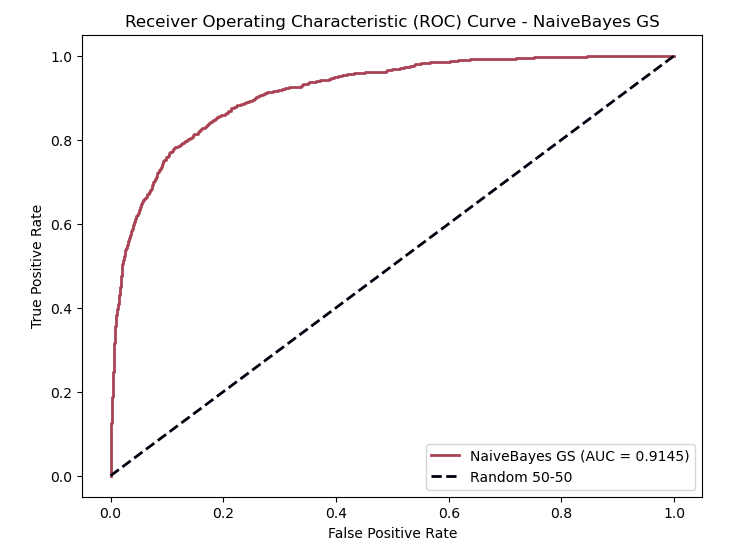 Receiver Operating Characteristic (ROC) Curve - NaiveBayes GS
True Positive Rate
1.0
0.8
0.6
0.4
0.2
0.0
NaiveBayes GS (AUC = 0.9145)
Random 50-50
0.0 0.2 0.4 0.6 0.8 1.0
False Positive Rate